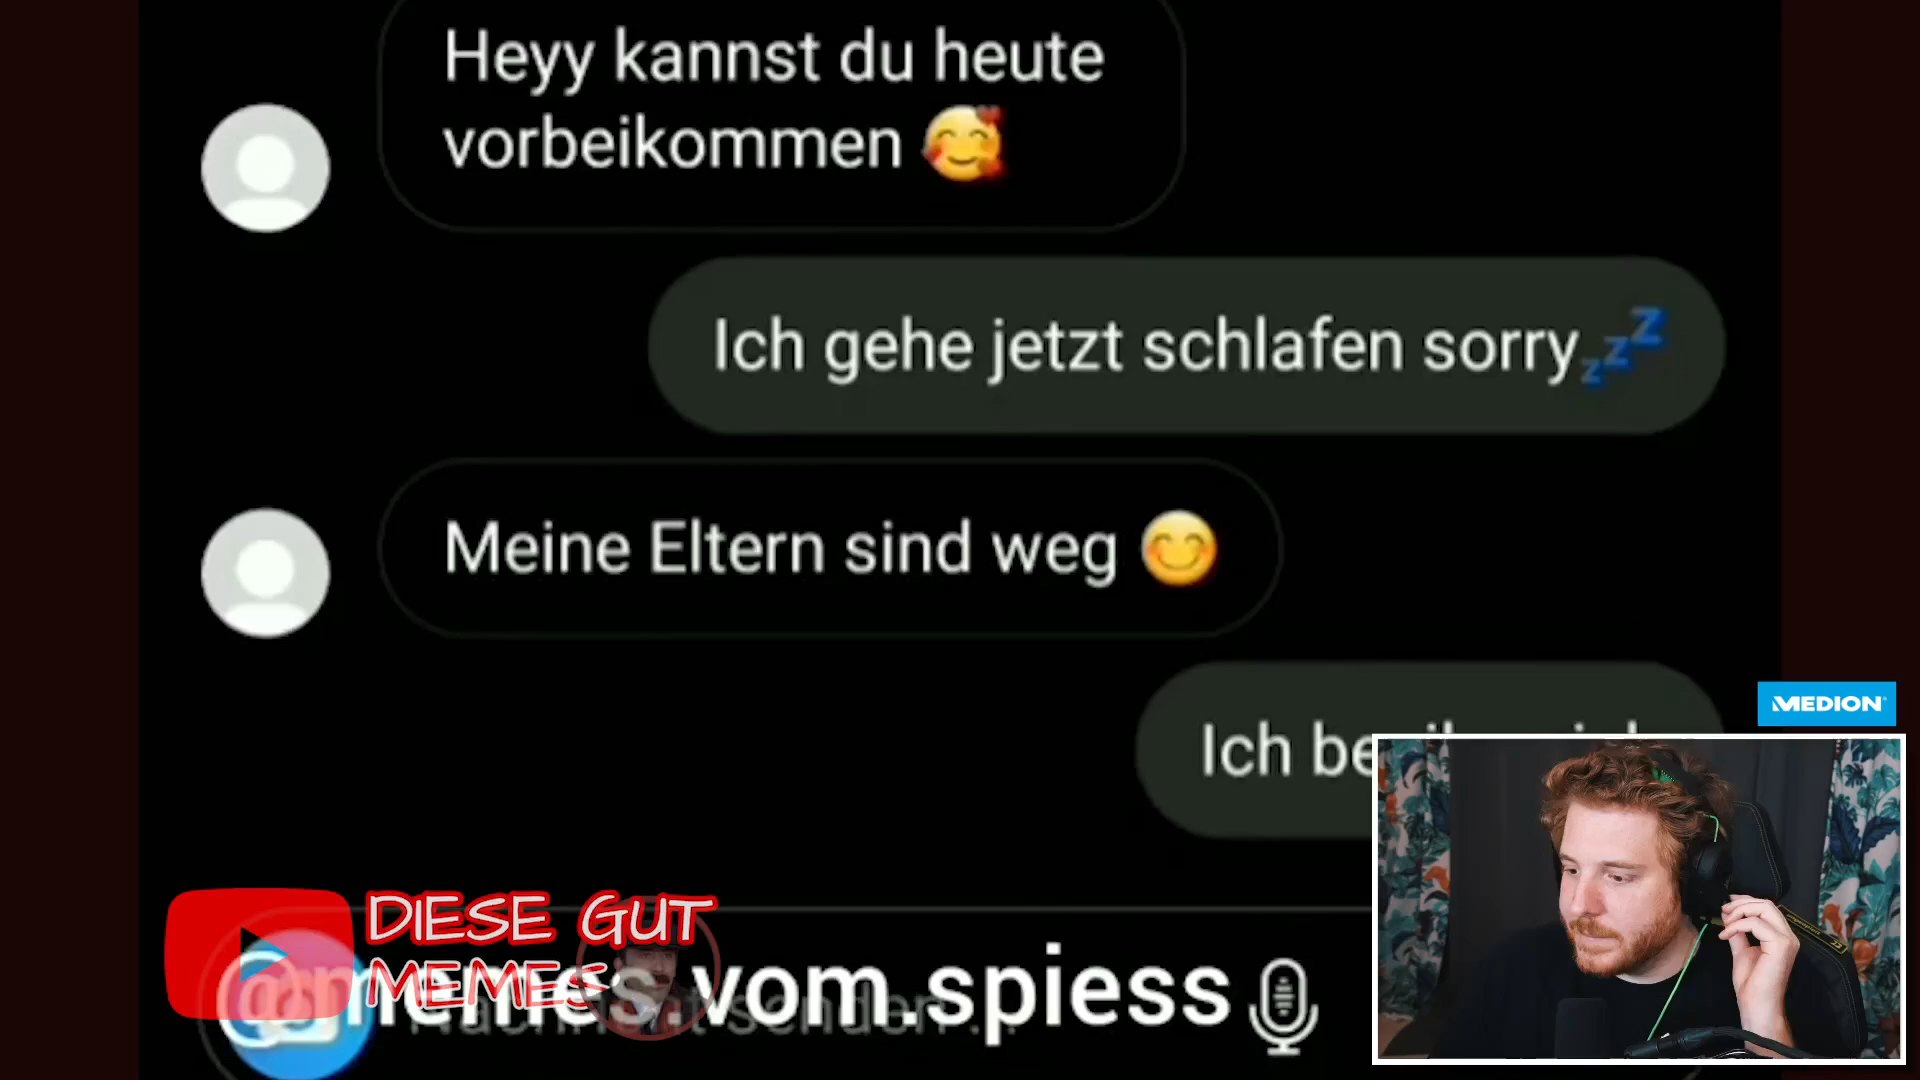 Heyy kannst du heute
vorbeikommen 🥰
Ich gehe jetzt schlafen sorry💤
Meine Eltern sind weg 😊
Ich
MEDION
DIESE GUT
MEMES
@memes.vom.spiess